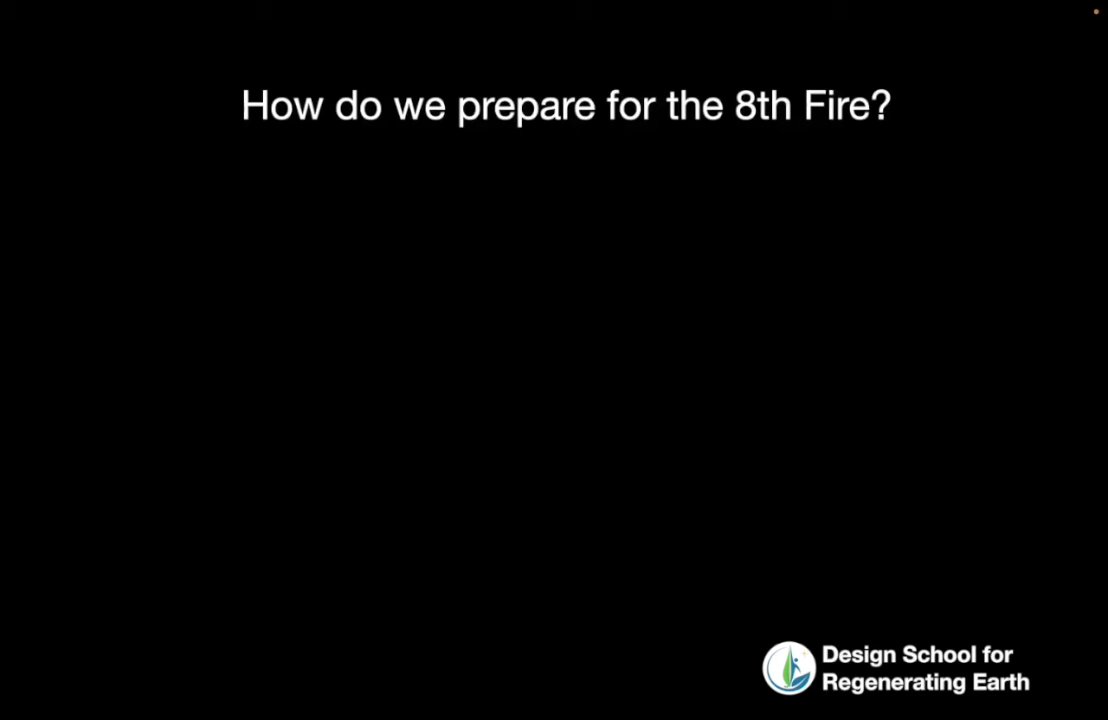 How do we prepare for the 8th Fire?
Design School for
Regenerating Earth